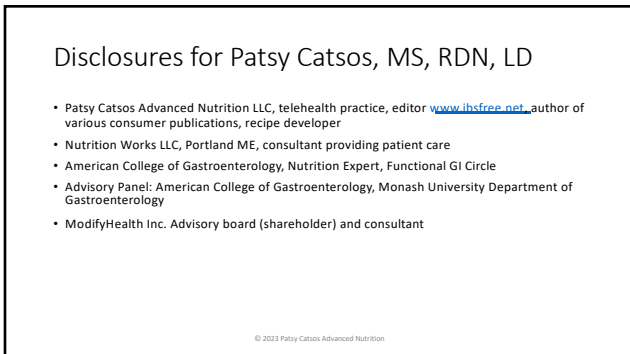 Disclosures for Patsy Catsos, MS, RDN, LD
• Patsy Catsos Advanced Nutrition LLC, telehealth practice, editor www.ibsfree.net, author of
various consumer publications, recipe developer
• Nutrition Works LLC, Portland ME, consultant providing patient care
• American College of Gastroenterology, Nutrition Expert, Functional GI Circle
• Advisory Panel: American College of Gastroenterology, Monash University Department of
Gastroenterology
• ModifyHealth Inc. Advisory board (shareholder) and consultant
© 2023 Patsy Catsos Advanced Nutrition